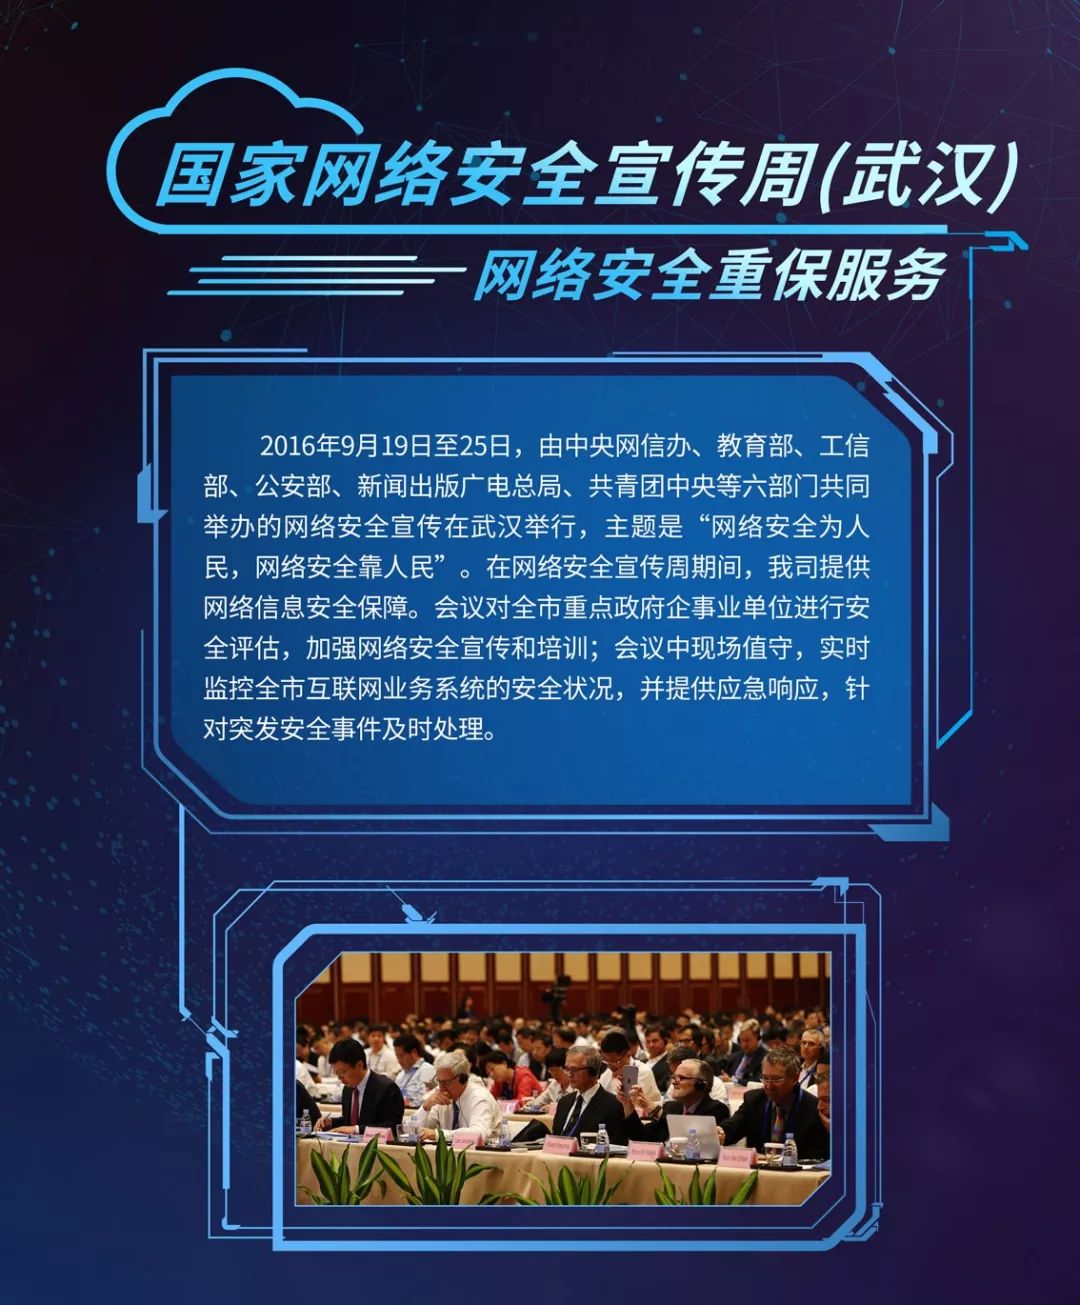 国家网络安全宣传周(武汉)
网络安全重保服务
2016年9月19日至25日，由中央网信办、教育部、工信
部、公安部、新闻出版广电总局、共青团中央等六部门共同
举办的网络安全宣传在武汉举行，主题是“网络安全为人
民，网络安全靠人民”。在网络安全宣传周期间，我司提供
网络信息安全保障。会议对全市重点政府企事业单位进行安
全评估，加强网络安全宣传和培训；会议中现场值守，实时
监控全市互联网业务系统的安全状况，并提供应急响应，针
对突发安全事件及时处理。